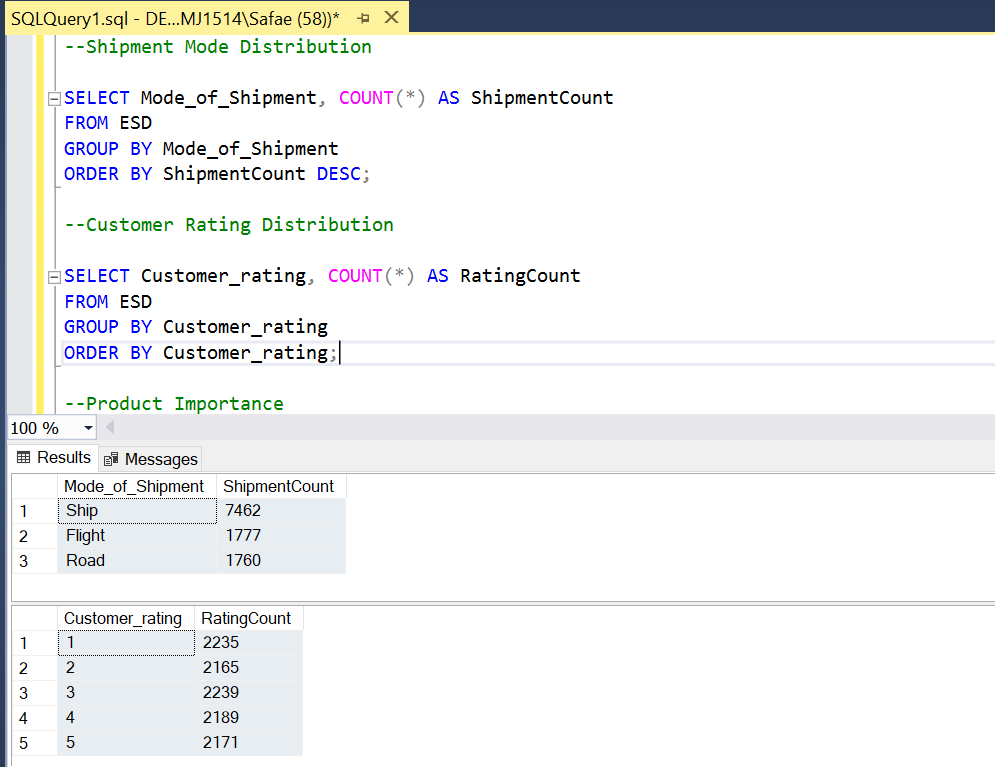 SQLQuery1.sql - DE...MJ1514\Safae (58))*
--Shipment Mode Distribution
SELECT Mode_of_Shipment, COUNT(*) AS ShipmentCount
FROM ESD
GROUP BY Mode_of_Shipment
ORDER BY ShipmentCount DESC;
--Customer Rating Distribution
SELECT Customer_rating, COUNT(*) AS RatingCount
FROM ESD
GROUP BY Customer_rating
ORDER BY Customer_rating;
--Product Importance
100 %
Results Messages
Mode_of_Shipment ShipmentCount
1 Ship 7462
2 Flight 1777
3 Road 1760
Customer_rating RatingCount
1 1 2235
2 2 2165
3 3 2239
4 4 2189
5 5 2171